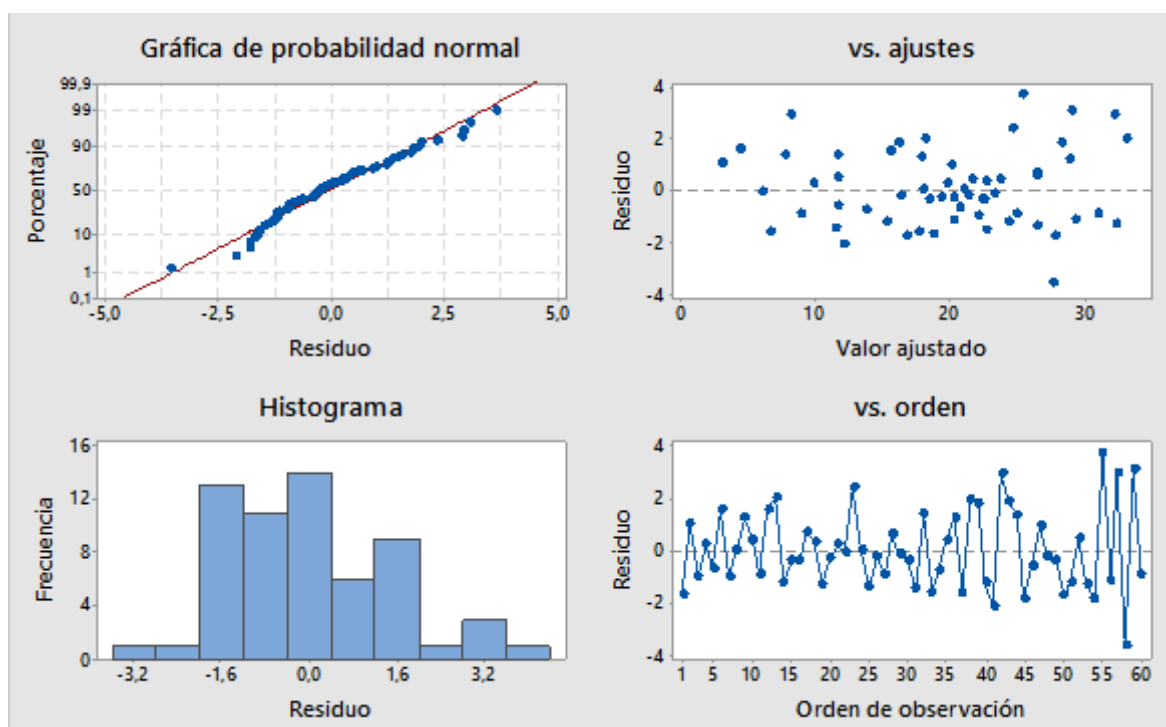 Gráfica de probabilidad normal
99,9
99
90
50
10
1
0,1
Porcentaje
-5,0 -2,5 0,0 2,5 5,0
Residuo
vs. ajustes
4
2
0
-2
-4
Residuo
0 10 20 30
Valor ajustado
Histograma
16
12
8
4
0
Frecuencia
-3,2 -1,6 0,0 1,6 3,2
Residuo
vs. orden
4
2
0
-2
-4
Residuo
1 5 10 15 20 25 30 35 40 45 50 55 60
Orden de observación